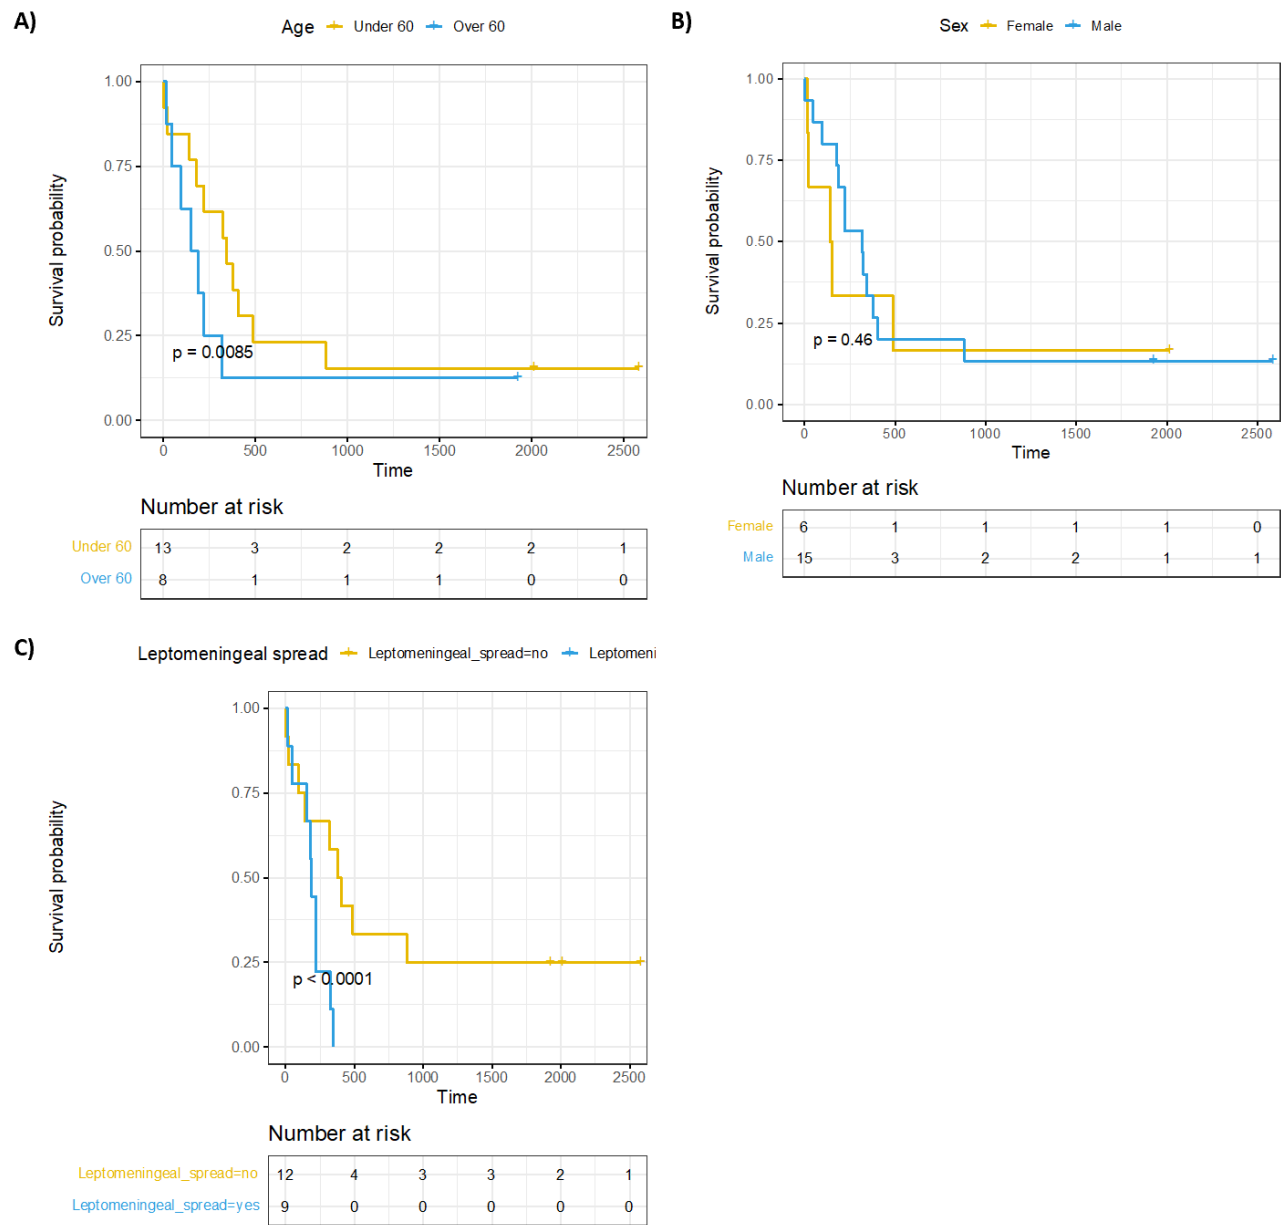 A)
Age Under 60 Over 60
1.00
0.75
0.50
0.25
0.00
Survival probability
p = 0.0085
0 500 1000 1500 2000 2500
Time
Number at risk
Under 60 13 3 2 2 2 1
Over 60 8 1 1 1 0 0
B)
Sex Female Male
1.00
0.75
0.50
0.25
0.00
Survival probability
p = 0.46
0 500 1000 1500 2000 2500
Time
Number at risk
Female 6 1 1 1 1 0
Male 15 3 2 2 1 1
C)
Leptomeningeal spread Leptomeningeal_spread=no Leptomeni
1.00
0.75
0.50
0.25
0.00
Survival probability
p < 0.0001
0 500 1000 1500 2000 2500
Time
Number at risk
Leptomeningeal_spread=no 12 4 3 3 2 1
Leptomeningeal_spread=yes 9 0 0 0 0 0